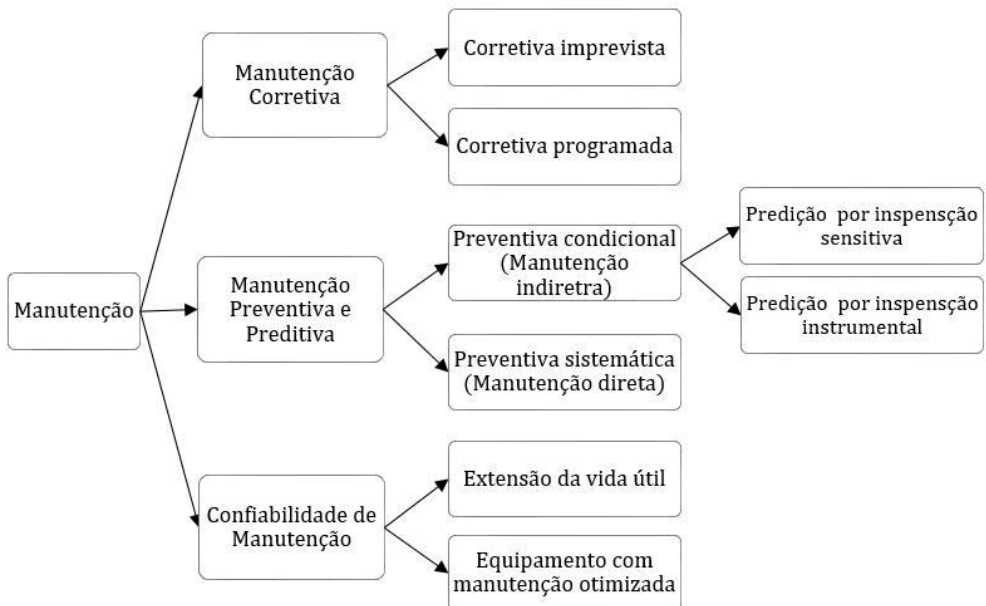 Manutenção
Manutenção
Corretiva
Corretiva imprevista
Corretiva programada
Manutenção
Preventiva e
Preditiva
Preventiva condicional
(Manutenção
indiretra)
Predição por inspensção
sensitiva
Predição por inspensção
instrumental
Preventiva sistemática
(Manutenção direta)
Confiabilidade de
Manutenção
Extensão da vida útil
Equipamento com
manutenção otimizada